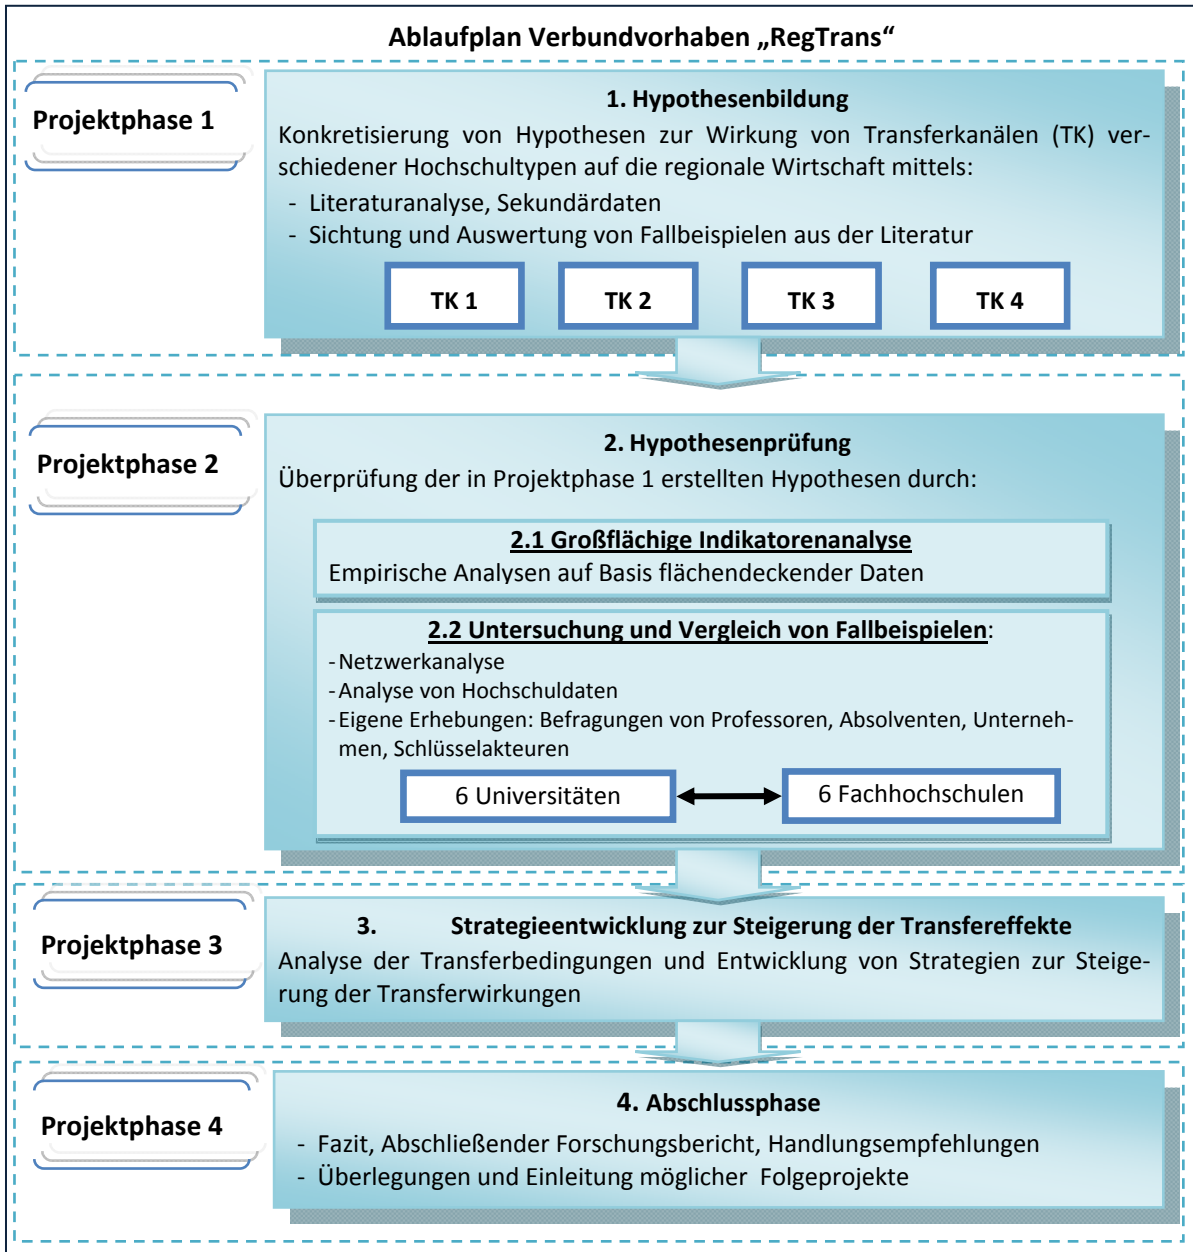 Ablaufplan Verbundvorhaben „RegTrans“
Projektphase 1
1. Hypothesenbildung
Konkretisierung von Hypothesen zur Wirkung von Transferkanälen (TK) ver-
schiedener Hochschultypen auf die regionale Wirtschaft mittels:
- Literaturanalyse, Sekundärdaten
- Sichtung und Auswertung von Fallbeispielen aus der Literatur
TK 1
TK 2
TK 3
TK 4
Projektphase 2
2. Hypothesenprüfung
Überprüfung der in Projektphase 1 erstellten Hypothesen durch:
2.1 Großflächige Indikatorenanalyse
Empirische Analysen auf Basis flächendeckender Daten
2.2 Untersuchung und Vergleich von Fallbeispielen:
- Netzwerkanalyse
- Analyse von Hochschuldaten
- Eigene Erhebungen: Befragungen von Professoren, Absolventen, Unterneh-
men, Schlüsselakteuren
6 Universitäten
6 Fachhochschulen
Projektphase 3
3. Strategieentwicklung zur Steigerung der Transfereffekte
Analyse der Transferbedingungen und Entwicklung von Strategien zur Steige-
rung der Transferwirkungen
Projektphase 4
4. Abschlussphase
- Fazit, Abschließender Forschungsbericht, Handlungsempfehlungen
- Überlegungen und Einleitung möglicher Folgeprojekte